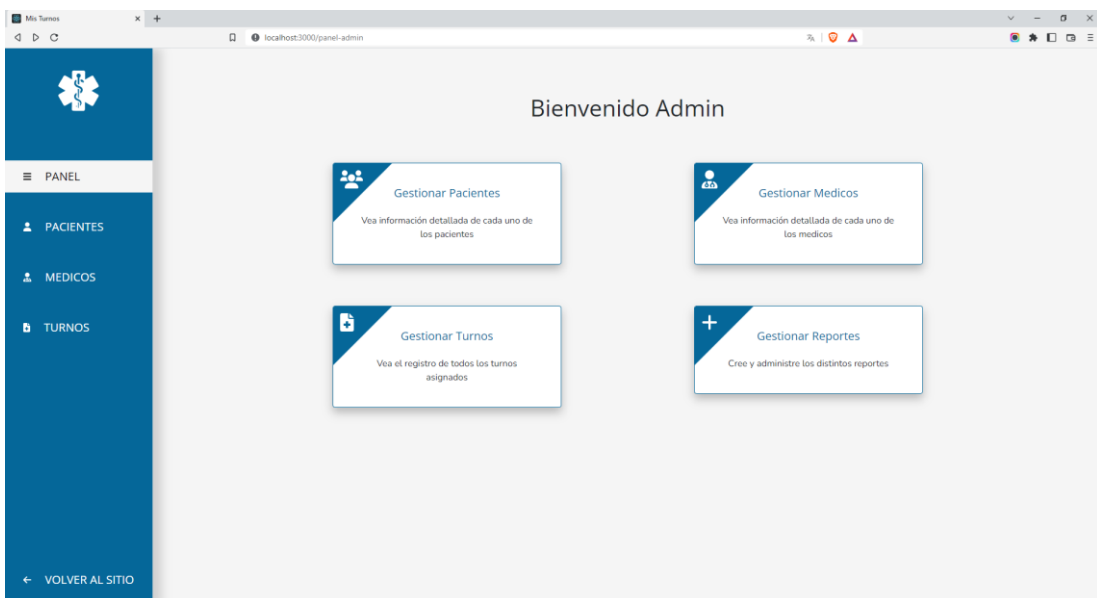 Mis Turnos
localhost:3000/panel-admin
Bienvenido Admin
PANEL
PACIENTES
MEDICOS
TURNOS
VOLVER AL SITIO
Gestionar Pacientes
Vea información detallada de cada uno de
los pacientes
Gestionar Medicos
Vea información detallada de cada uno de
los medicos
Gestionar Turnos
Vea el registro de todos los turnos
asignados
Gestionar Reportes
Cree y administre los distintos reportes